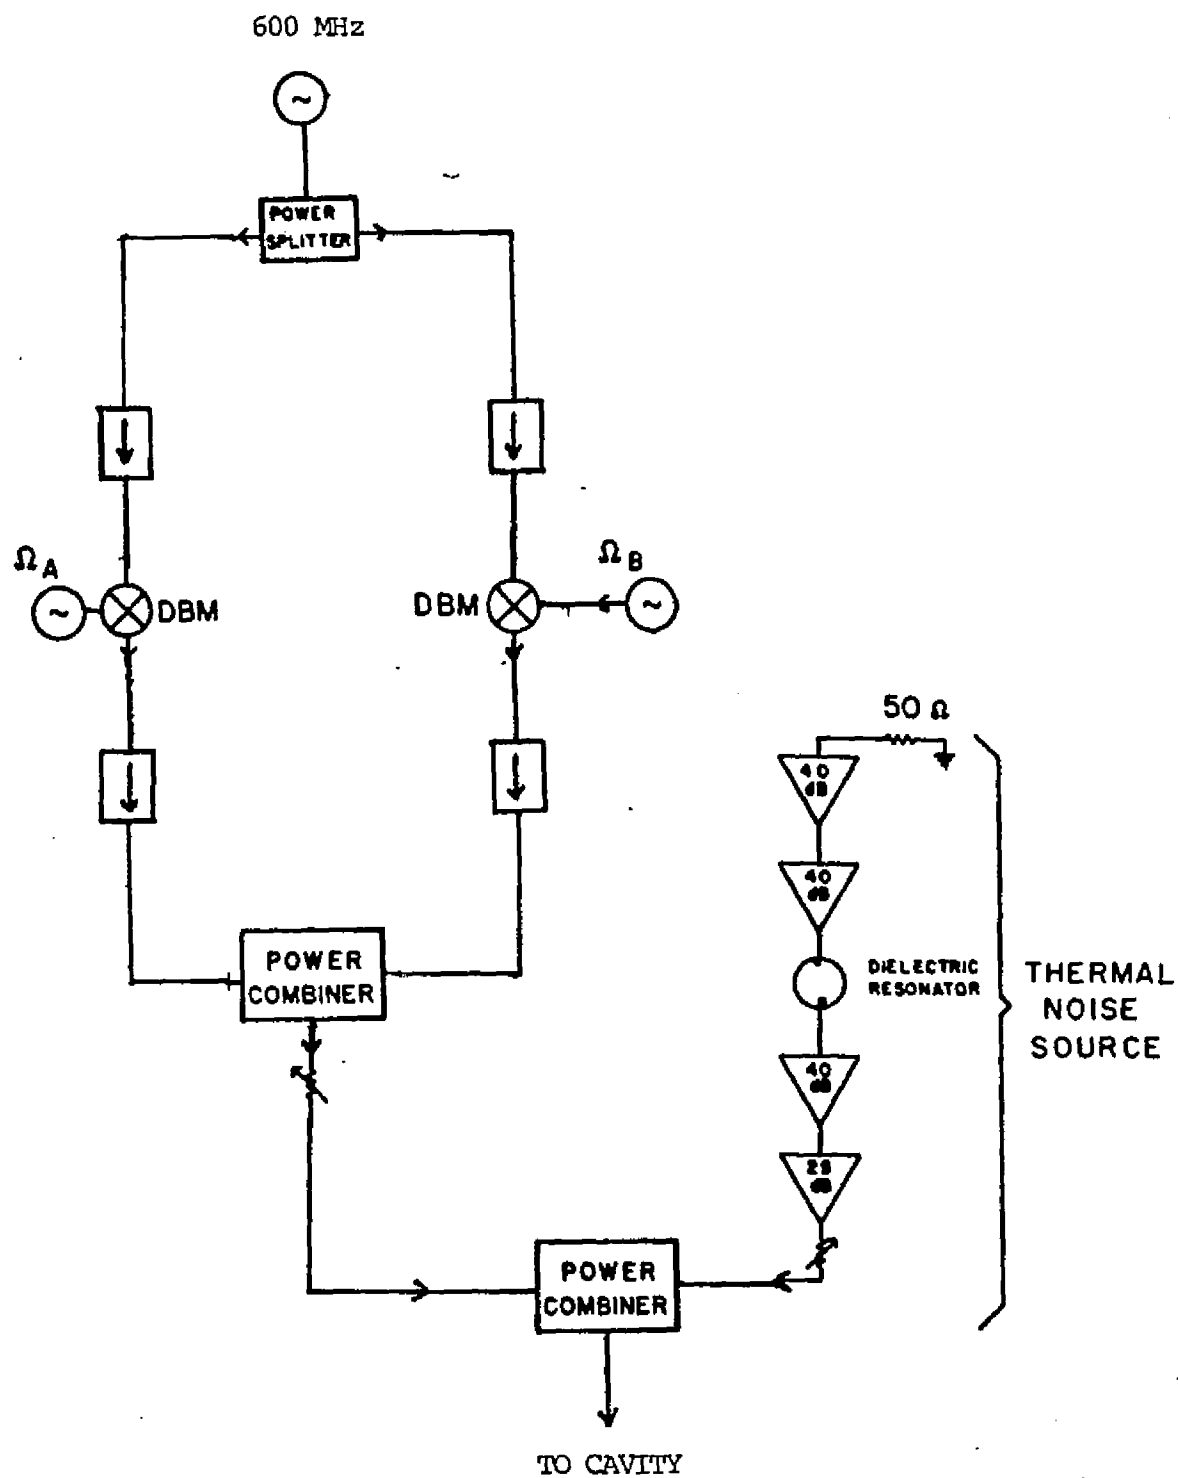 600 MHz
~
POWER
SPLITTER
Ω A
~
DBM
DBM
Ω B
~
50 Ω
40
dB
40
dB
DIELECTRIC
RESONATOR
40
dB
dB
THERMAL
NOISE
SOURCE
POWER
COMBINER
POWER
COMBINER
TO CAVITY